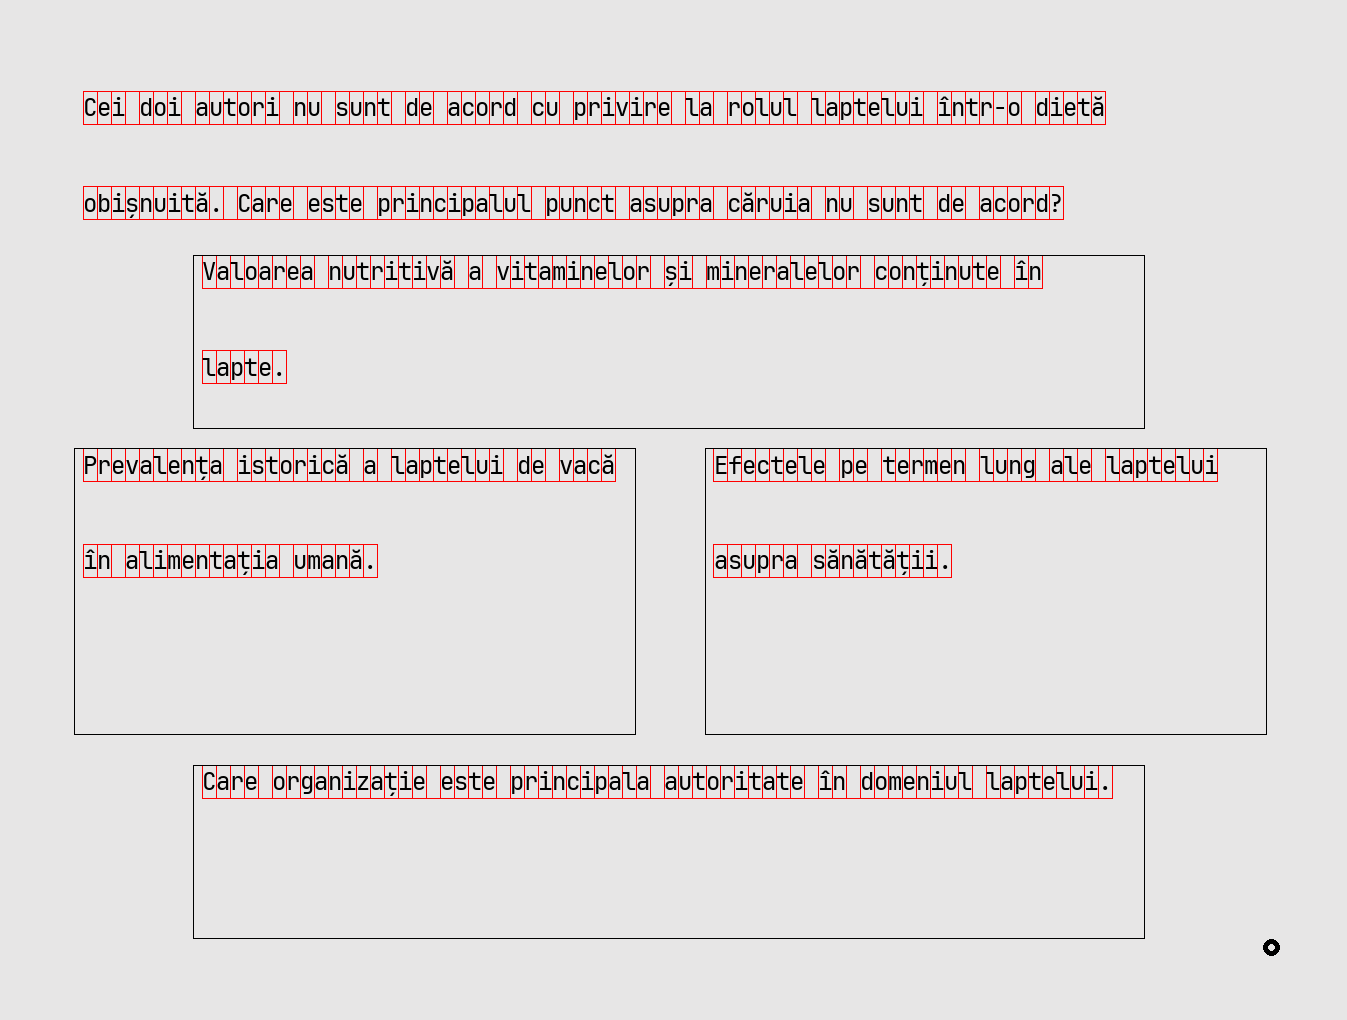 Cei doi autori nu sunt de acord cu privire la rolul laptelui într-o dietă
obișnuită. Care este principalul punct asupra căruia nu sunt de acord?
Valoarea nutritivă a vitaminelor și mineralelor conținute în
lapte.
Prevalența istorică a laptelui de vacă
în alimentația umană.
Efectele pe termen lung ale laptelui
asupra sănătății.
Care organizație este principala autoritate în domeniul laptelui.